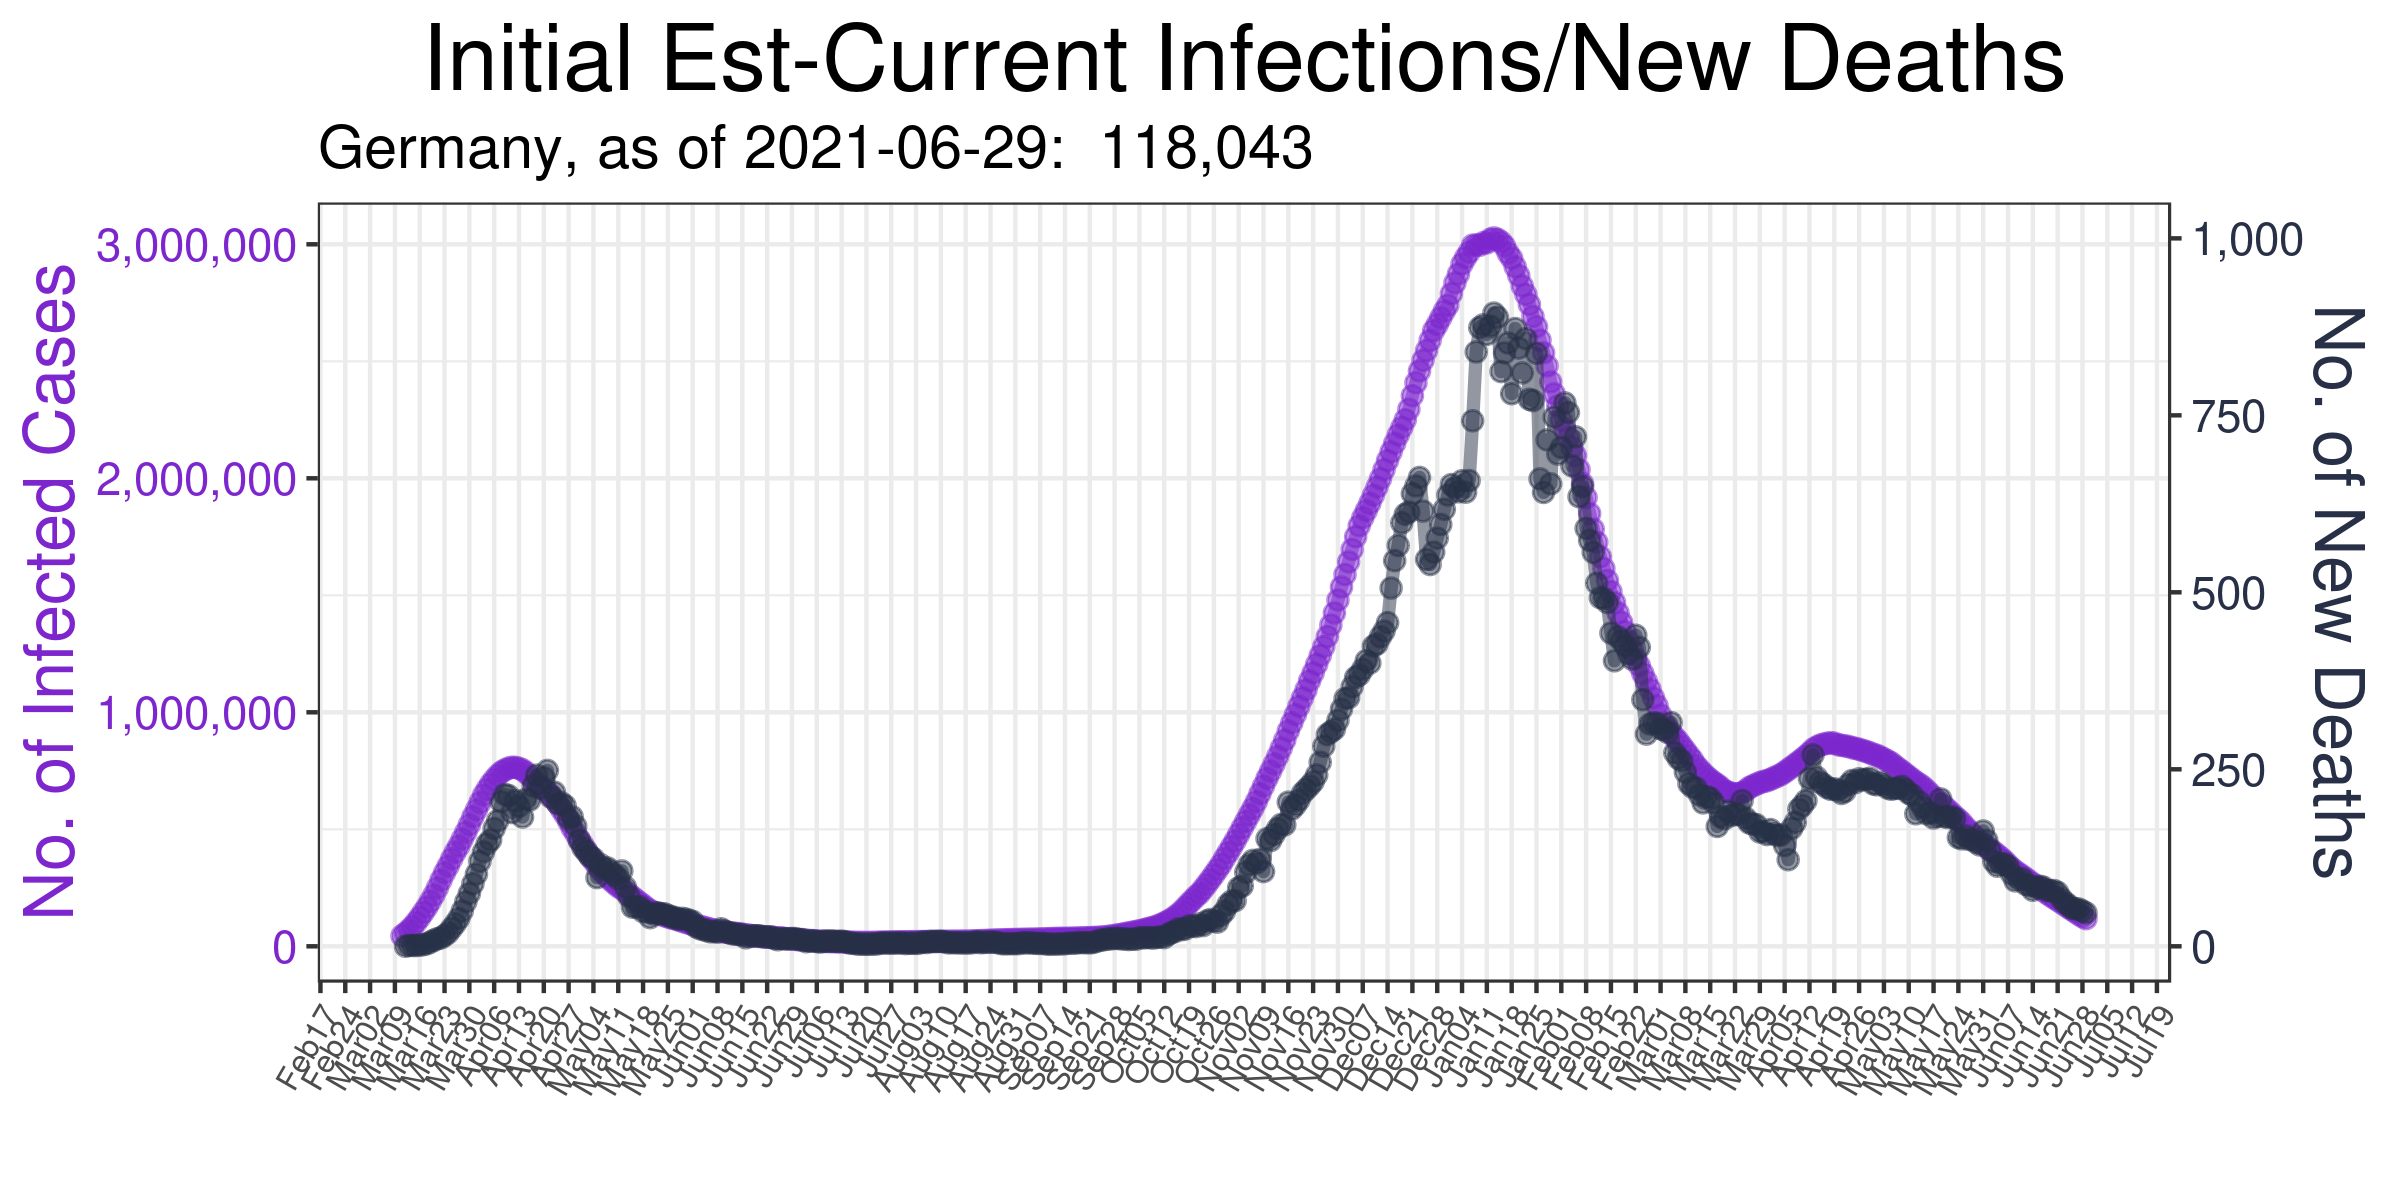 Initial Est-Current Infections/New Deaths
Germany, as of 2021-06-29:  118,043
No. of Infected Cases
3,000,000
2,000,000
1,000,000
0
1,000
750
500
250
0
No. of New Deaths
Feb17
Feb24
Mar02
Mar09
Mar16
Mar23
Mar30
Apr06
Apr13
Apr20
Apr27
May04
May11
May18
May25
Jun01
Jun08
Jun15
Jun22
Jun29
Jul06
Jul13
Jul20
Jul27
Aug03
Aug10
Aug17
Aug24
Aug31
Sep07
Sep14
Sep21
Sep28
Oct05
Oct12
Oct19
Oct26
Nov02
Nov09
Nov16
Nov23
Nov30
Dec07
Dec14
Dec21
Dec28
Jan04
Jan11
Jan18
Jan25
Feb01
Feb08
Feb15
Feb22
Mar01
Mar08
Mar15
Mar22
Mar29
Apr05
Apr12
Apr19
Apr26
May03
May10
May17
May24
May31
Jun07
Jun14
Jun21
Jun28
Jul05
Jul12
Jul19